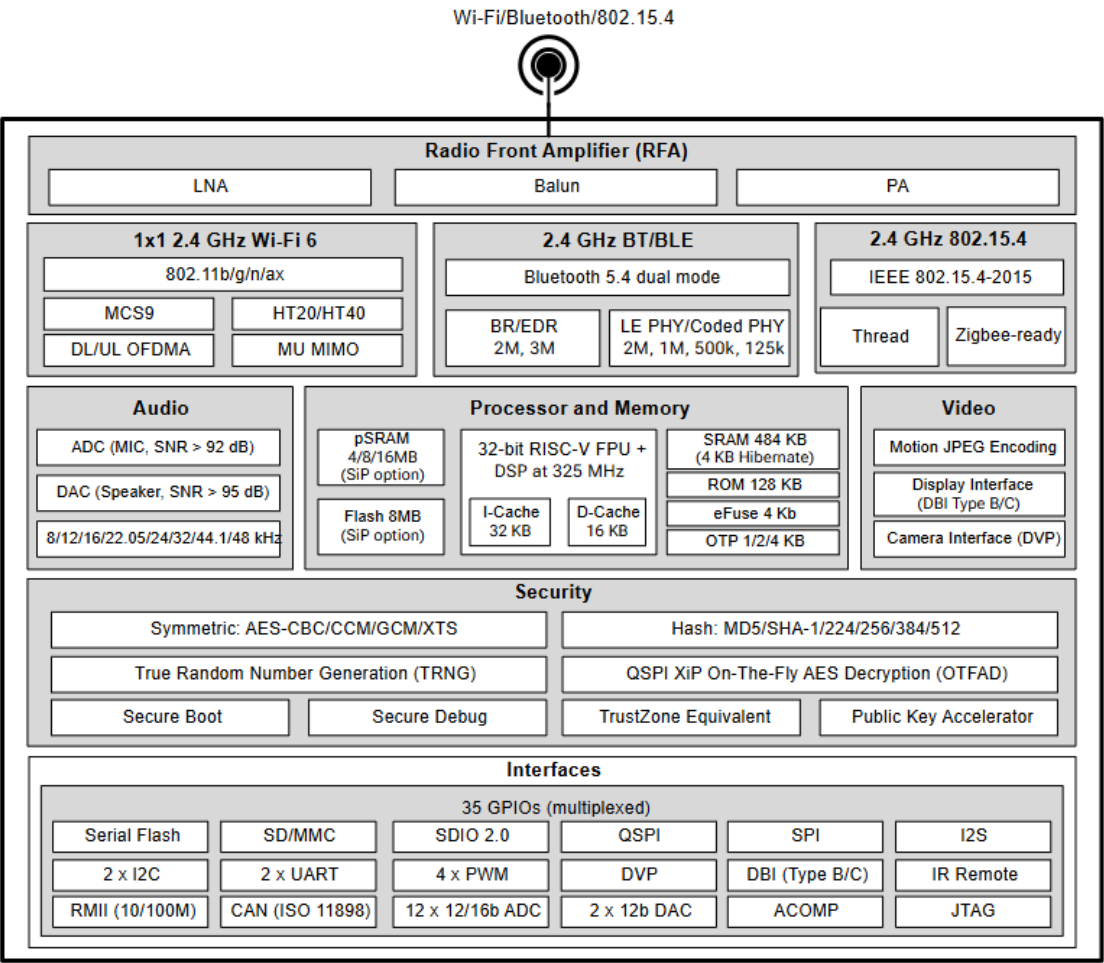 Wi-Fi/Bluetooth/802.15.4
Radio Front Amplifier (RFA)
LNA
Balun
PA
1x1 2.4 GHz Wi-Fi 6
802.11b/g/n/ax
MCS9
HT20/HT40
DL/UL OFDMA
MU MIMO
2.4 GHz BT/BLE
Bluetooth 5.4 dual mode
BR/EDR
2M, 3M
LE PHY/Coded PHY
2M, 1M, 500k, 125k
2.4 GHz 802.15.4
IEEE 802.15.4-2015
Thread
Zigbee-ready
Audio
ADC (MIC, SNR > 92 dB)
DAC (Speaker, SNR > 95 dB)
8/12/16/22.05/24/32/44.1/48 kHz
Processor and Memory
pSRAM
4/8/16MB
(SiP option)
Flash 8MB
(SiP option)
32-bit RISC-V FPU +
DSP at 325 MHz
I-Cache
32 KB
D-Cache
16 KB
SRAM 484 KB
(4 KB Hibernate)
ROM 128 KB
eFuse 4 Kb
OTP 1/2/4 KB
Video
Motion JPEG Encoding
Display Interface
(DBI Type B/C)
Camera Interface (DVP)
Security
Symmetric: AES-CBC/CCM/GCM/XTS
Hash: MD5/SHA-1/224/256/384/512
True Random Number Generation (TRNG)
QSPI XiP On-The-Fly AES Decryption (OTFAD)
Secure Boot
Secure Debug
TrustZone Equivalent
Public Key Accelerator
Interfaces
35 GPIOs (multiplexed)
Serial Flash
SD/MMC
SDIO 2.0
QSPI
SPI
I2S
2 x I2C
2 x UART
4 x PWM
DVP
DBI (Type B/C)
IR Remote
RMII (10/100M)
CAN (ISO 11898)
12 x 12/16b ADC
2 x 12b DAC
ACOMP
JTAG